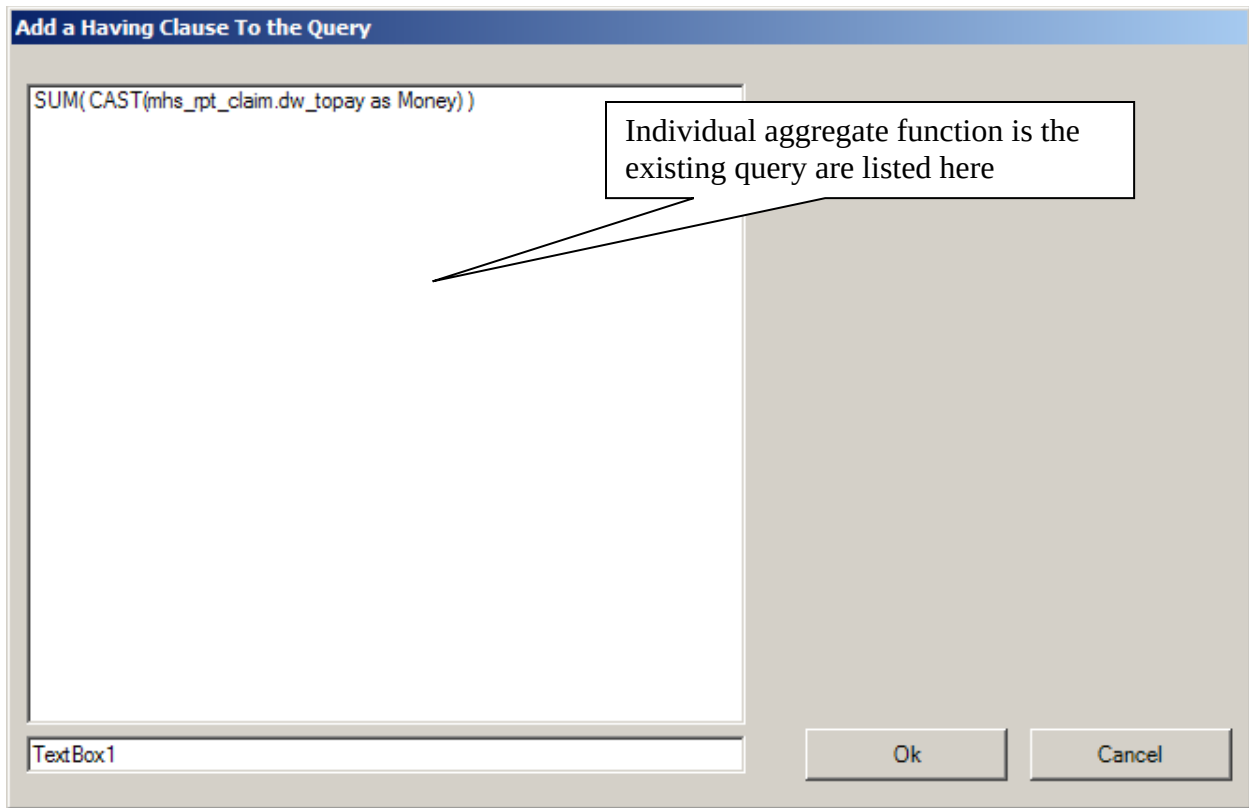 Add a Having Clause To the Query
SUM( CAST(mhs_rpt_claim.dw_topay as Money) )
Individual aggregate function is the
existing query are listed here
TextBox1
Ok
Cancel